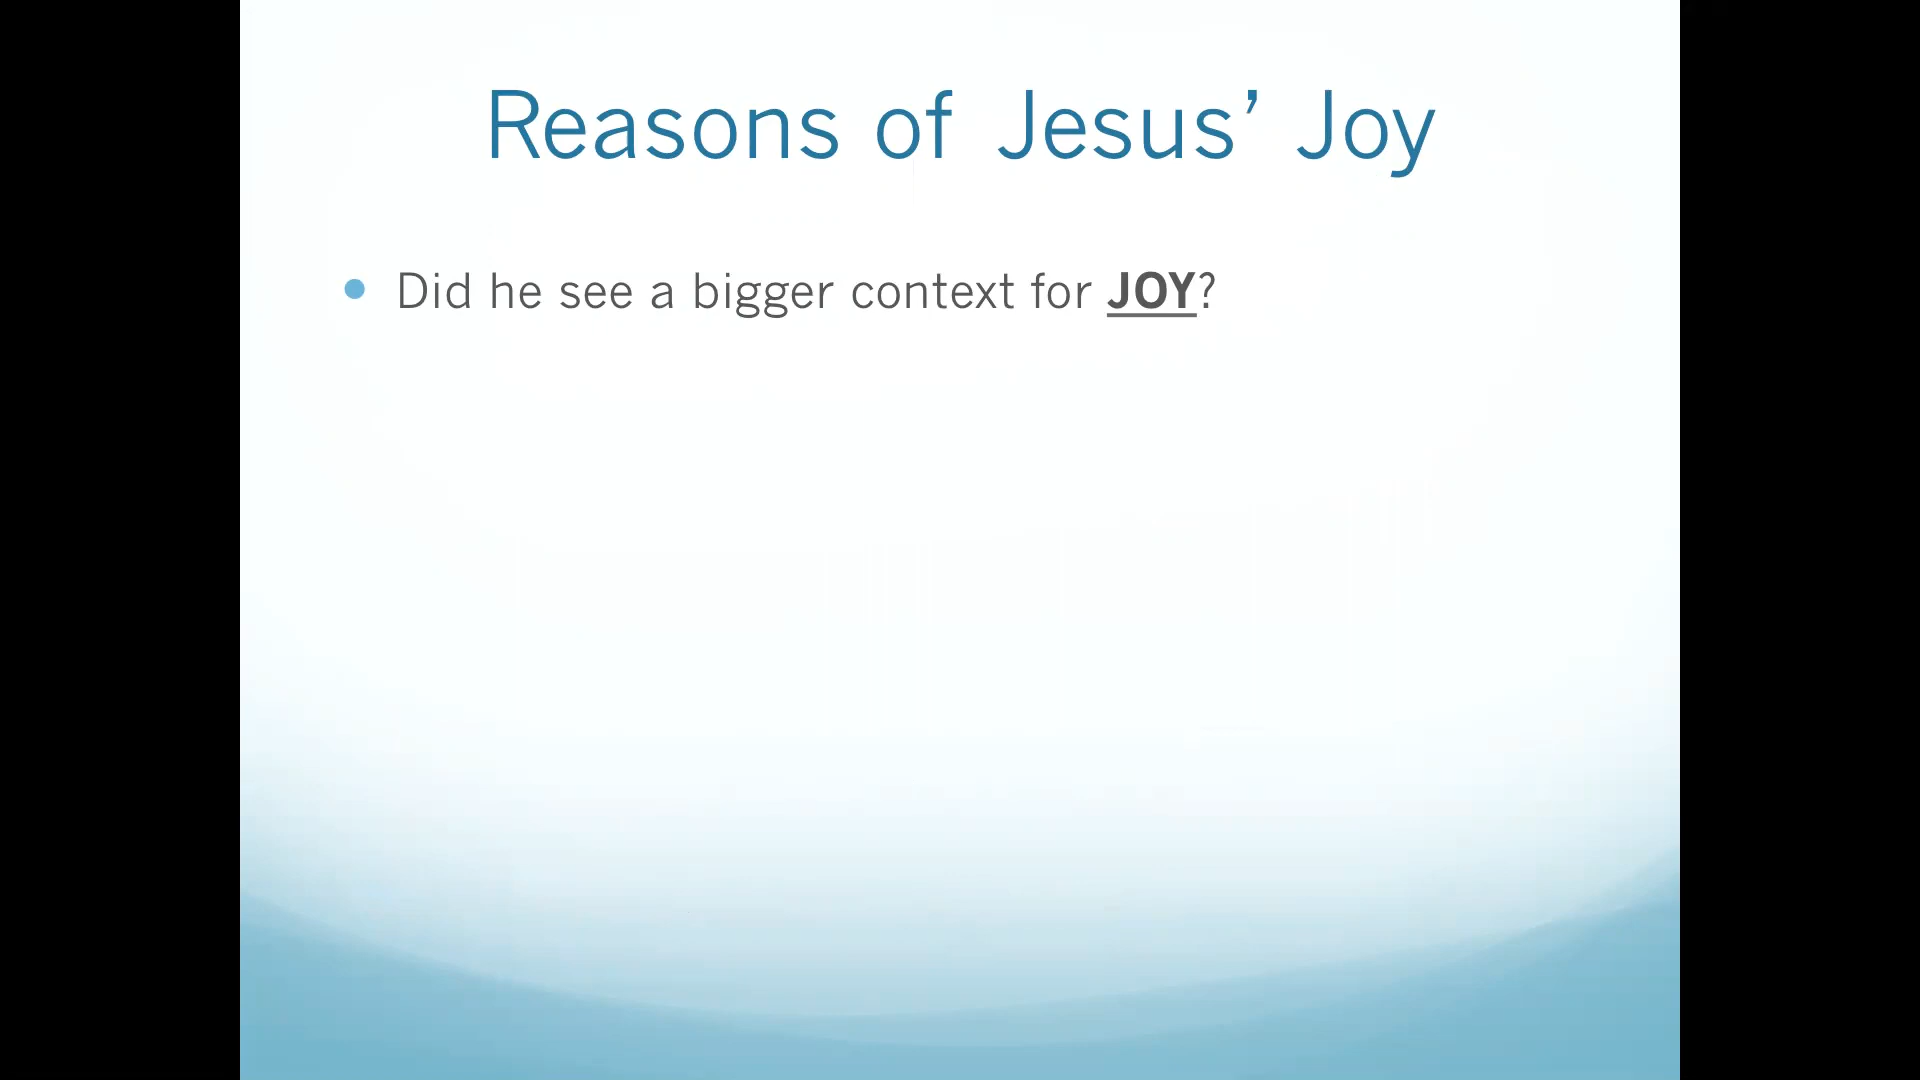 Reasons of Jesus’ Joy
• Did he see a bigger context for JOY?